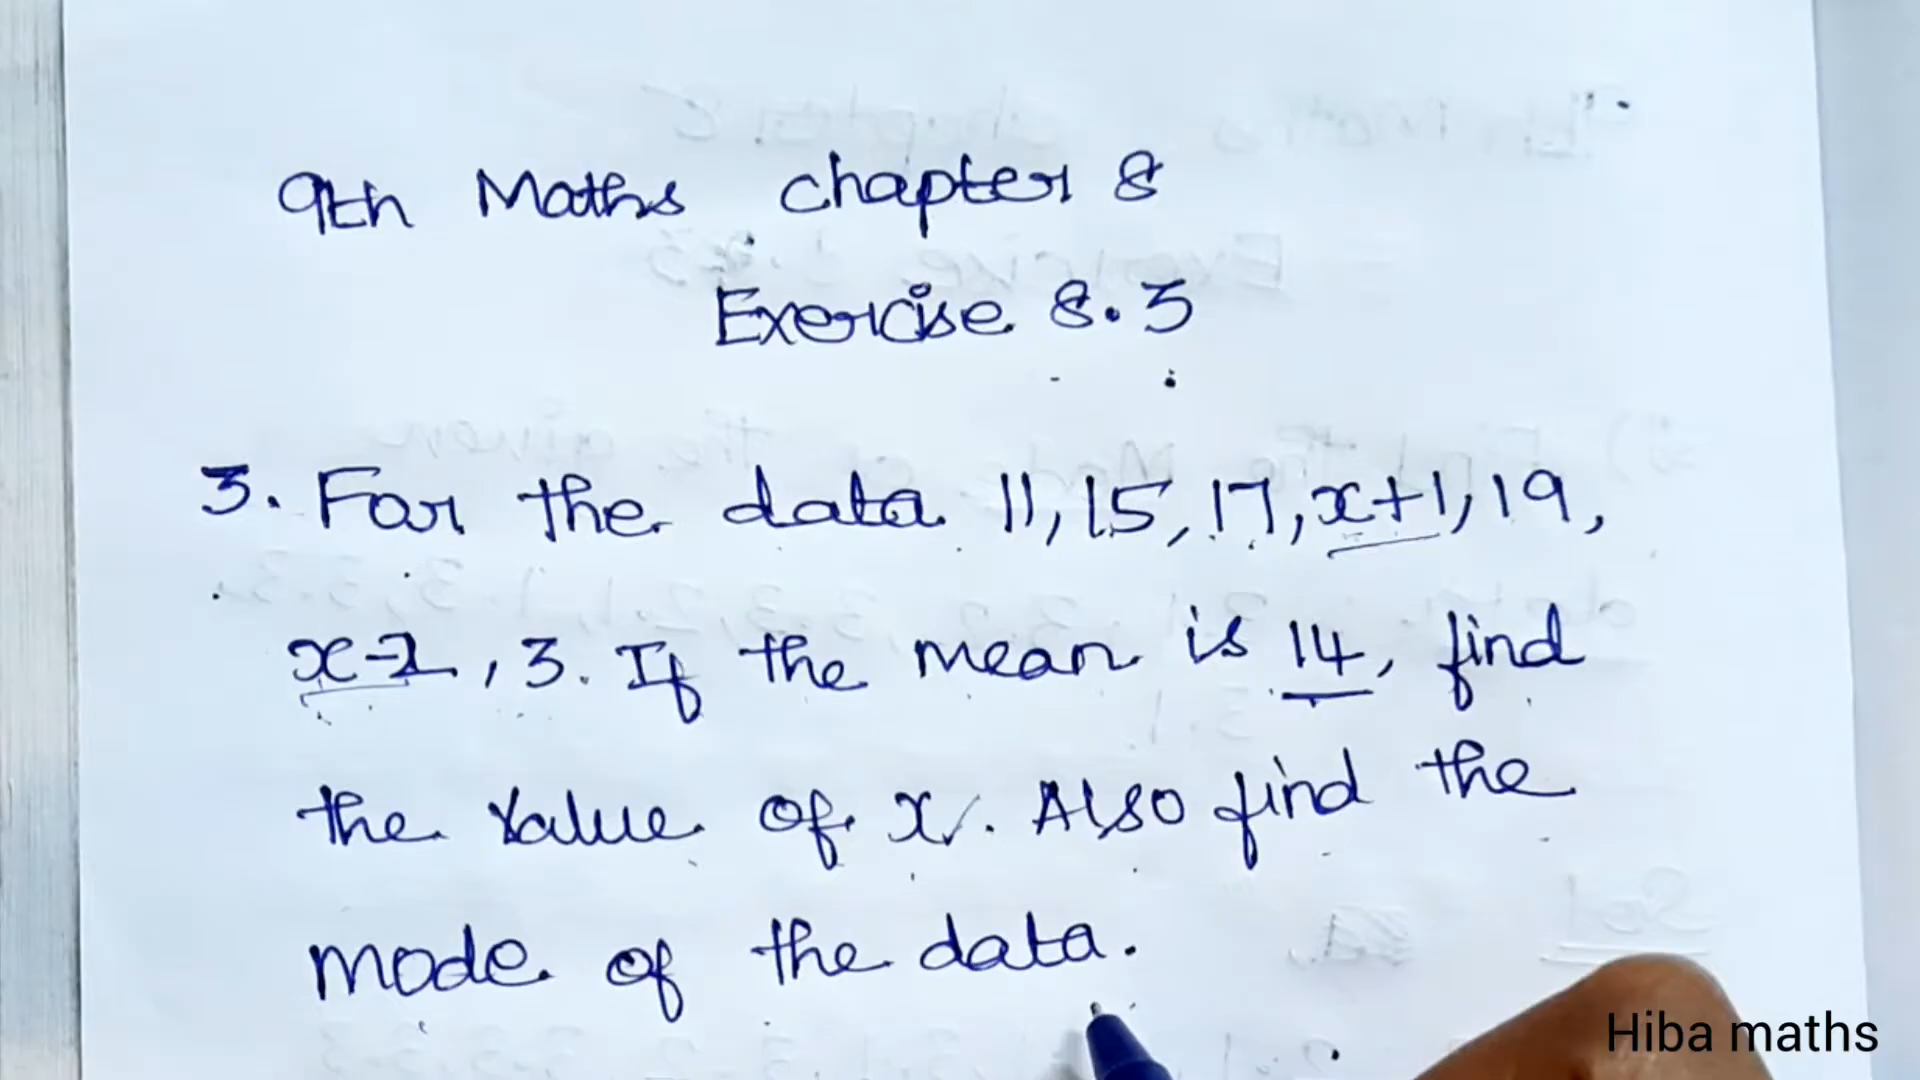 9th Maths chapter 8
Exercise 8.3
3. For the data 11, 15, 17, x+1, 19,
x-2, 3. If the mean is 14, find
the value of x. Also find the
mode of the data.
Hiba maths